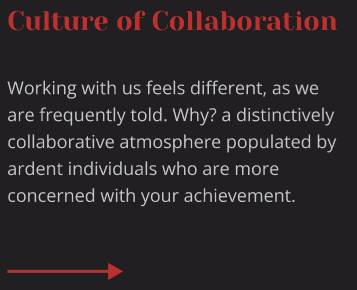 Culture of Collaboration
Working with us feels different, as we
are frequently told. Why? a distinctively
collaborative atmosphere populated by
ardent individuals who are more
concerned with your achievement.